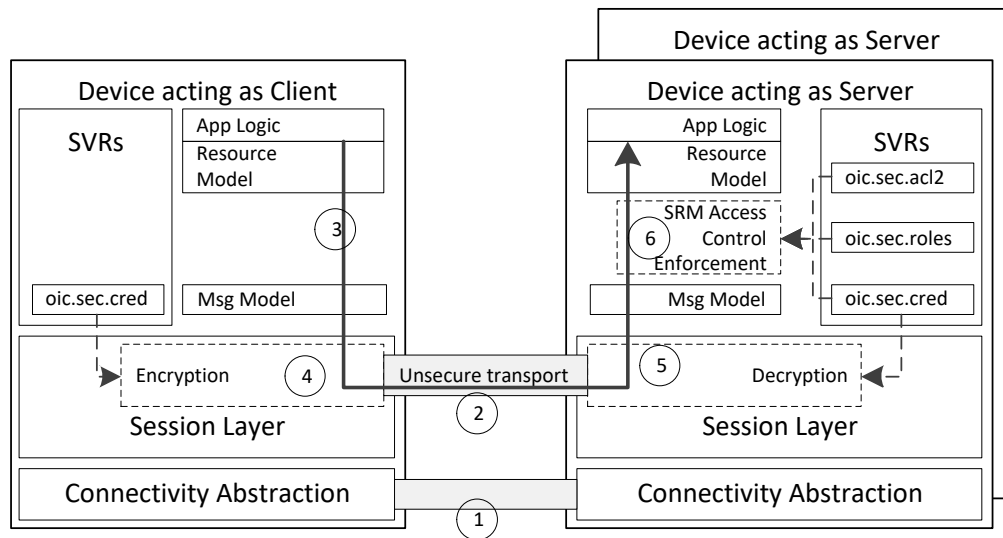 Device acting as Server
Device acting as Client
SVRs
App Logic
Resource
Model
3
oic.sec.cred
Msg Model
Encryption
4
Session Layer
Connectivity Abstraction
Unsecure transport
2
1
Device acting as Server
App Logic
Resource
Model
SRM Access
Control
Enforcement
6
Msg Model
SVRs
oic.sec.acl2
oic.sec.roles
oic.sec.cred
5
Decryption
Session Layer
Connectivity Abstraction